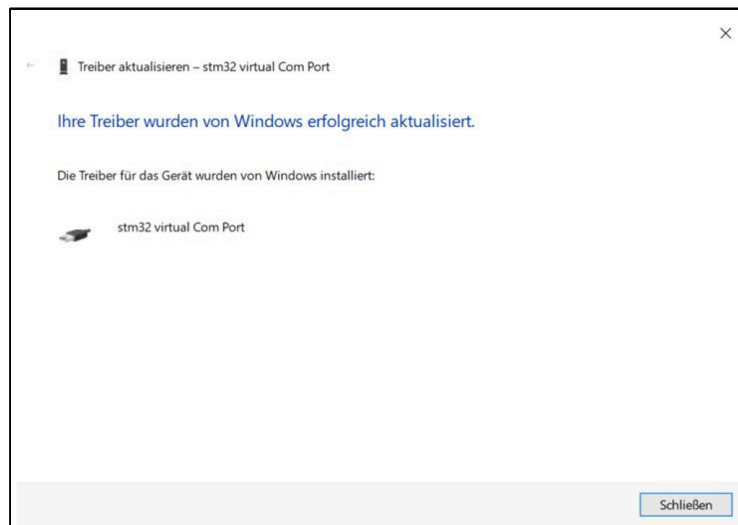 Treiber aktualisieren – stm32 virtual Com Port
Ihre Treiber wurden von Windows erfolgreich aktualisiert.
Die Treiber für das Gerät wurden von Windows installiert:
stm32 virtual Com Port
Schließen